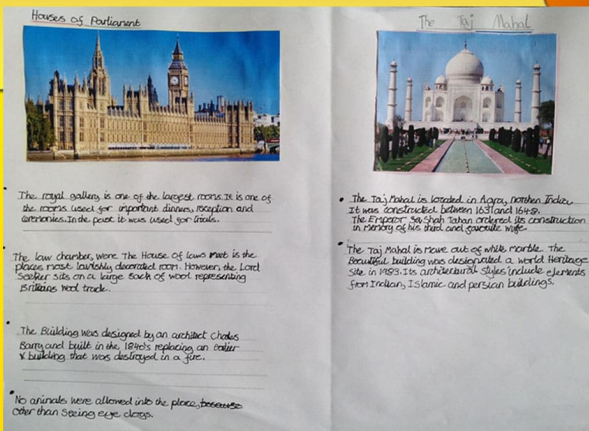 Houses of Parliament
The royal gallery is one of the largest rooms. It is one of
the rooms used for important dinners, reception and
ceremonies. In the past it was used for trials.
The law chamber, were The House of laws meet is the
places most lavishly decorated room. However, the Lord
Seeker sits on a large sack of wool representing
Britains wool trade.
The Building was designed by an architect Charles
Barry and built in the 1840's replacing an
building that was destroyed in a fire.
No animals were allowed into the place, because
other than seeing eye dogs.
The Taj Mahal
The Taj Mahal is located in Agra, northen India
It was constructed between 1631 and 1648.
The Emperor Shah Jahan ordered its construction
in Memory of his third and favourite wife
The Taj Mahal is Move out of white marble. The
Beautiful building was designated a world Heritage
Site in 1983. Its architectural styles include elements
from Indian, Islamic and persian buildings.